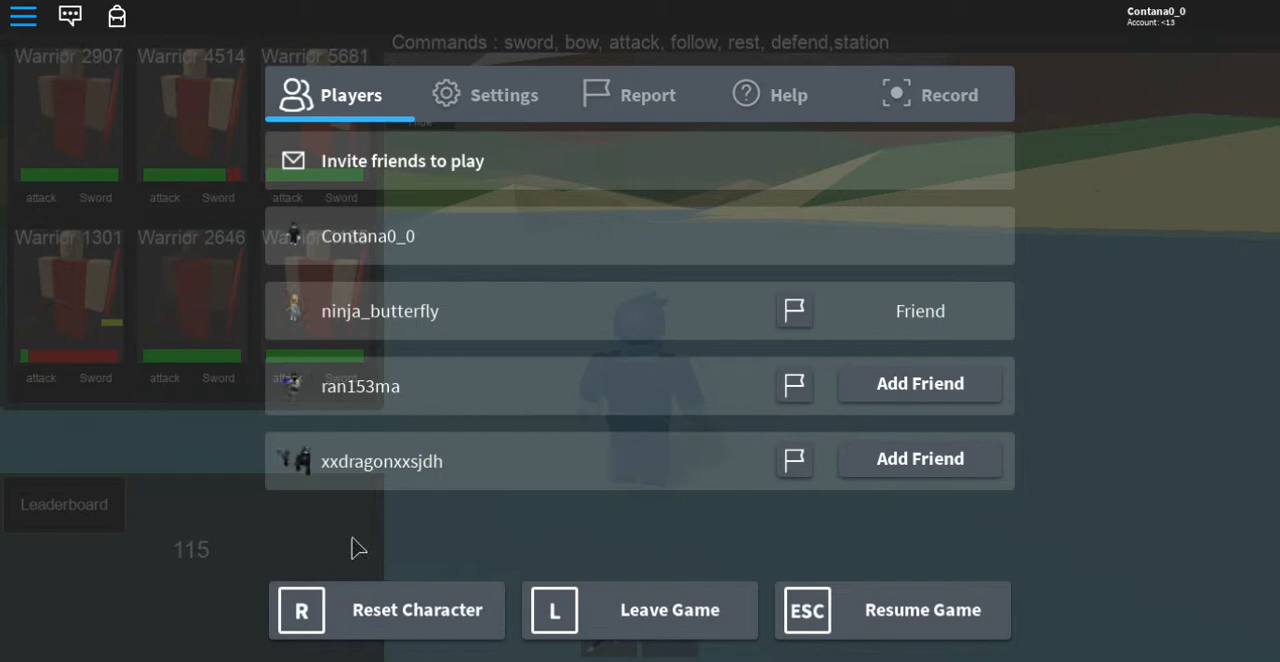 Contana0_0
Account: <13
Commands : sword, bow, attack, follow, rest, defend,station
Warrior 2907 Warrior 4514 Warrior 5681
Players Settings Report Help Record
Invite friends to play
attack Sword attack Sword attack Sword
Warrior 1301 Warrior 2646
Contana0_0
ninja_butterfly Friend
attack Sword attack Sword
ran153ma Add Friend
xxdragonxxsjdh Add Friend
Leaderboard
115
R Reset Character L Leave Game ESC Resume Game